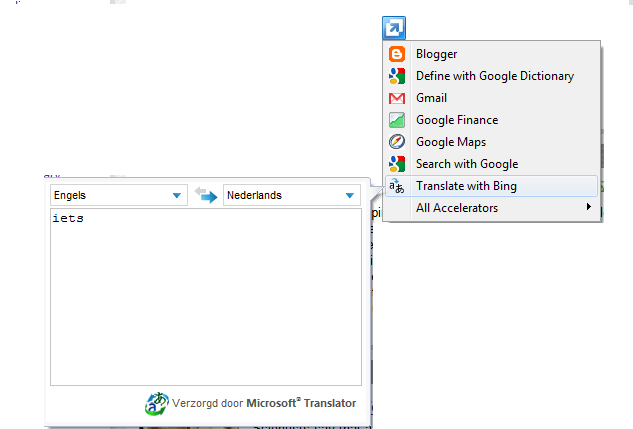 Blogger
Define with Google Dictionary
Gmail
Google Finance
Google Maps
Search with Google
Translate with Bing
All Accelerators
Engels
Nederlands
iets
Verzorgd door Microsoft® Translator